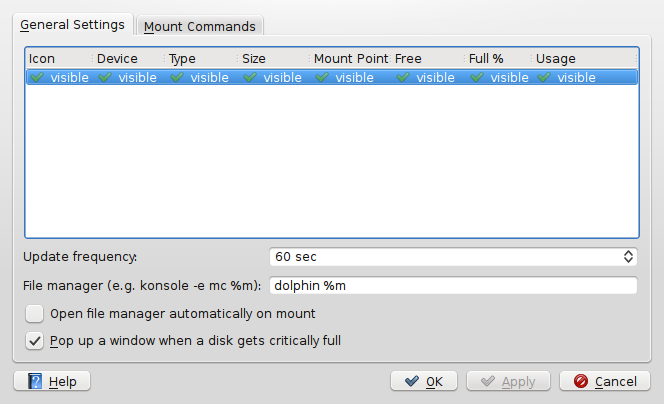 General Settings Mount Commands
Icon Device Type Size Mount Point Free Full % Usage
visible visible visible visible visible visible visible visible
Update frequency: 60 sec
File manager (e.g. konsole -e mc %m): dolphin %m
Open file manager automatically on mount
Pop up a window when a disk gets critically full
Help OK Apply Cancel